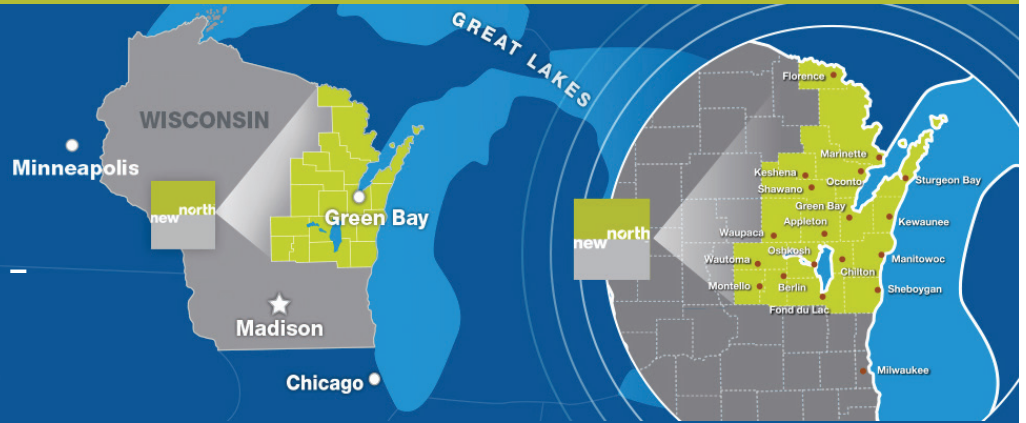 GREAT LAKES
WISCONSIN
Minneapolis
new north
Green Bay
Madison
Chicago
Florence
Marinette
Keshena
Oconto
Shawano
Sturgeon Bay
Green Bay
Appleton
Kewaunee
Waupaca
new north
Oshkosh
Wautoma
Manitowoc
Chilton
Montello
Berlin
Sheboygan
Fond du Lac
Milwaukee